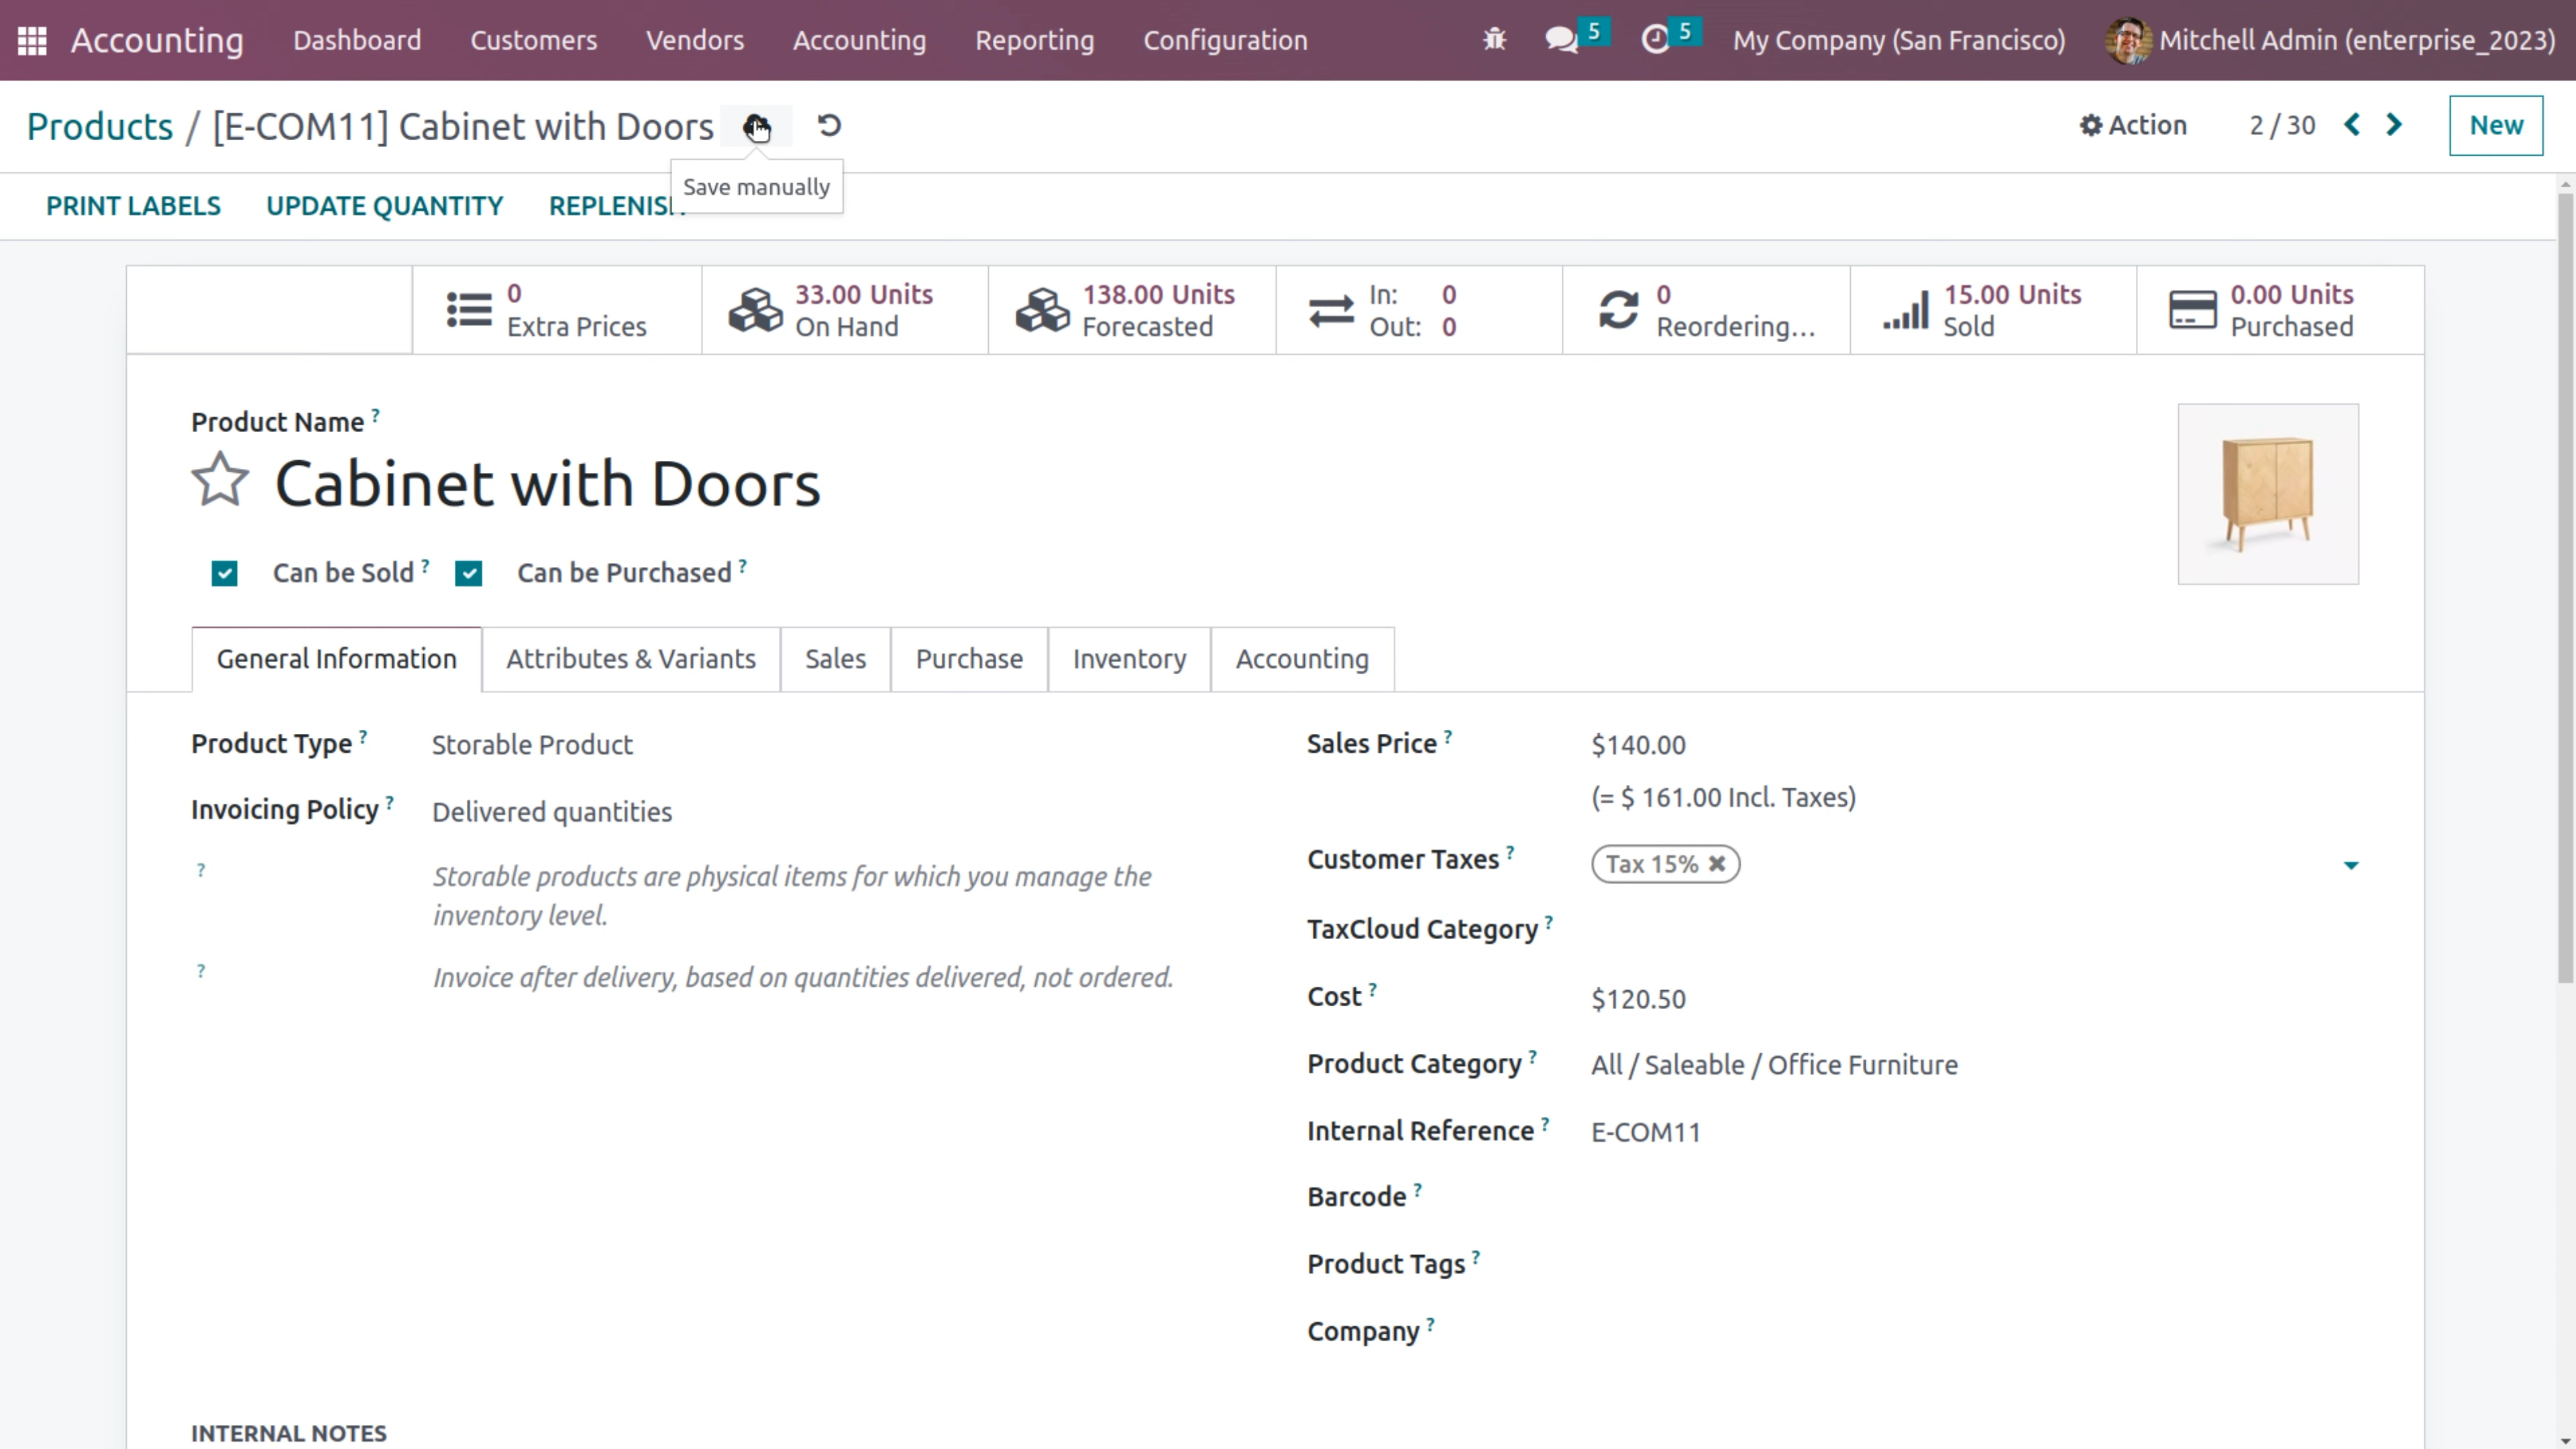 Accounting Dashboard Customers Vendors Accounting Reporting Configuration 5 5 My Company (San Francisco) Mitchell Admin (enterprise_2023)
Products / [E-COM11] Cabinet with Doors Action 2 / 30 New
Save manually
PRINT LABELS UPDATE QUANTITY REPLENISH
0 33.00 Units 138.00 Units In: 0 0 15.00 Units 0.00 Units
Extra Prices On Hand Forecasted Out: 0 Reordering... Sold Purchased
Product Name ?
Cabinet with Doors
Can be Sold ? Can be Purchased ?
General Information Attributes & Variants Sales Purchase Inventory Accounting
Product Type ? Storable Product Sales Price ? $140.00
(= $ 161.00 Incl. Taxes)
Invoicing Policy ? Delivered quantities
Customer Taxes ? Tax 15% ✖
? Storable products are physical items for which you manage the
inventory level.
TaxCloud Category ?
? Invoice after delivery, based on quantities delivered, not ordered.
Cost ? $120.50
Product Category ? All / Saleable / Office Furniture
Internal Reference ? E-COM11
Barcode ?
Product Tags ?
Company ?
INTERNAL NOTES